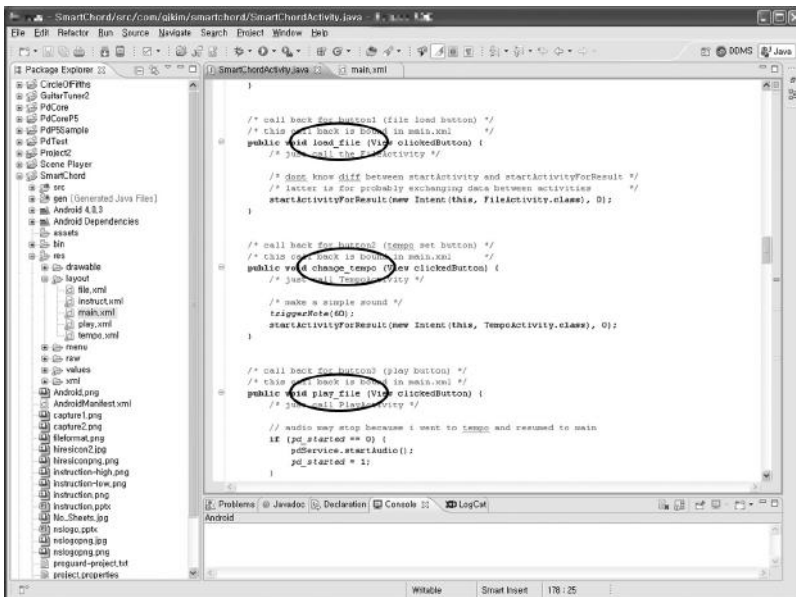 SmartChord/src/com/gikim/smartchord/SmartChordActivity.java -
File Edit Refactor Run Source Navigate Search Project Window Help
DDMS Java
Package Explorer
CircleOfFifths
GuitarTuner2
PdCore
PdCoreP5
PdP5Sample
PdTest
Project2
Scene Player
SmartChord
src
gen [Generated Java Files]
Android 4.0.3
Android Dependencies
assets
bin
res
drawable
layout
file.xml
instruct.xml
main.xml
play.xml
tempo.xml
menu
raw
values
xml
Android.png
AndroidManifest.xml
capture1.png
capture2.png
fileformat.png
hiresicon2.jpg
hiresiconpng.png
instruction-high.png
instruction-low.png
instruction.png
instruction.pptx
No_Sheets.jpg
nslogo.pptx
nslogopng.jpg
nslogopng.png
proguard-project.txt
project.properties
SmartChordActivity.java main.xml
}
/* call back for button1 (file load button) */
/* this call back is bound in main.xml */
public void load_file (View clickedButton) {
/* just call the FileActivity */
/* dont know diff between startActivity and startActivityForResult */
/* latter is for probably exchanging data between activities */
startActivityForResult(new Intent(this, FileActivity.class), 0);
}
/* call back for button2 (tempo set button) */
/* this call back is bound in main.xml */
public void change_tempo (View clickedButton) {
/* just call TempoActivity */
/* make a simple sound */
triggerNote(60);
startActivityForResult(new Intent(this, TempoActivity.class), 0);
}
/* call back for button3 (play button) */
/* this call back is bound in main.xml */
public void play_file (View clickedButton) {
/* just call PlayActivity */
// audio may stop because i went to tempo and resumed to main
if (pd_started == 0) {
pdService.startAudio();
pd_started = 1;
}
Problems Javadoc Declaration Console LogCat
Android
Writable Smart Insert 178 : 25